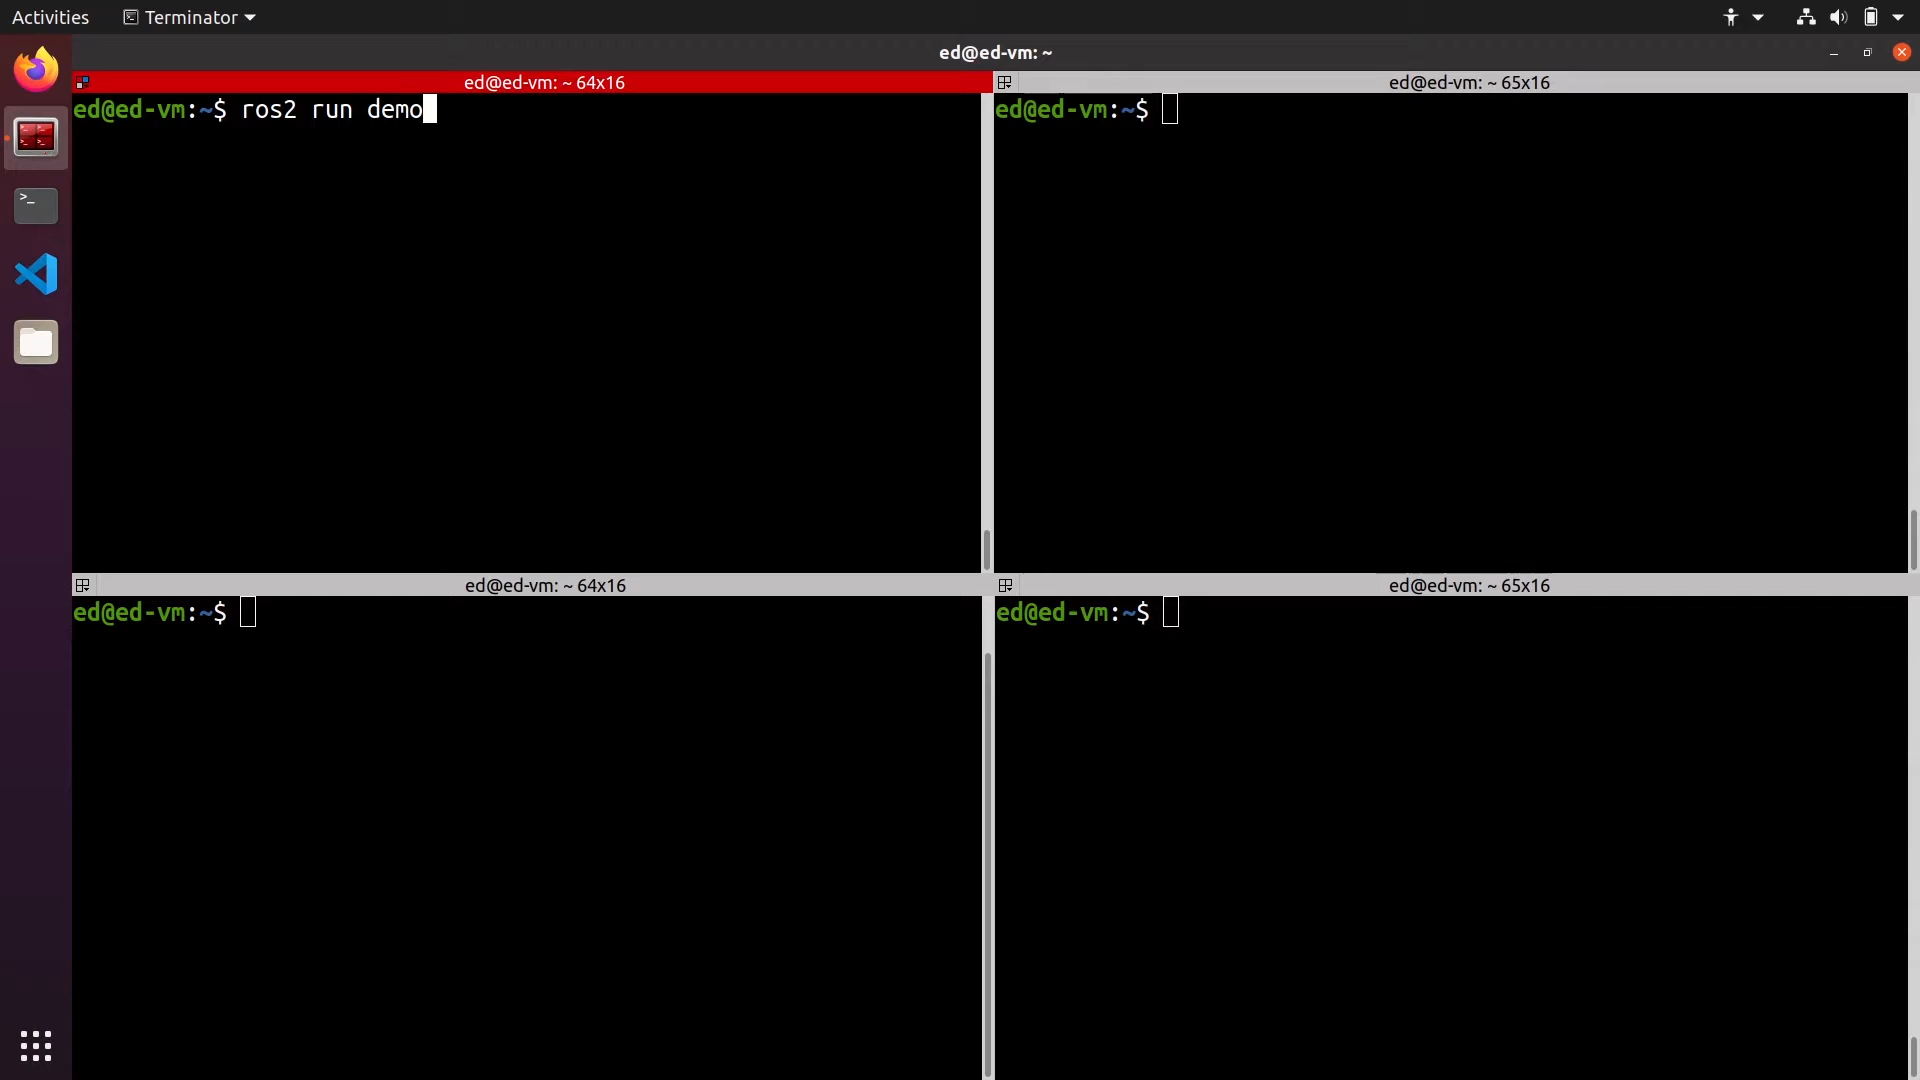 Activities Terminator
ed@ed-vm: ~
ed@ed-vm: ~ 64x16
ed@ed-vm:~$ ros2 run demo
ed@ed-vm: ~ 65x16
ed@ed-vm:~$
ed@ed-vm: ~ 64x16
ed@ed-vm:~$
ed@ed-vm: ~ 65x16
ed@ed-vm:~$